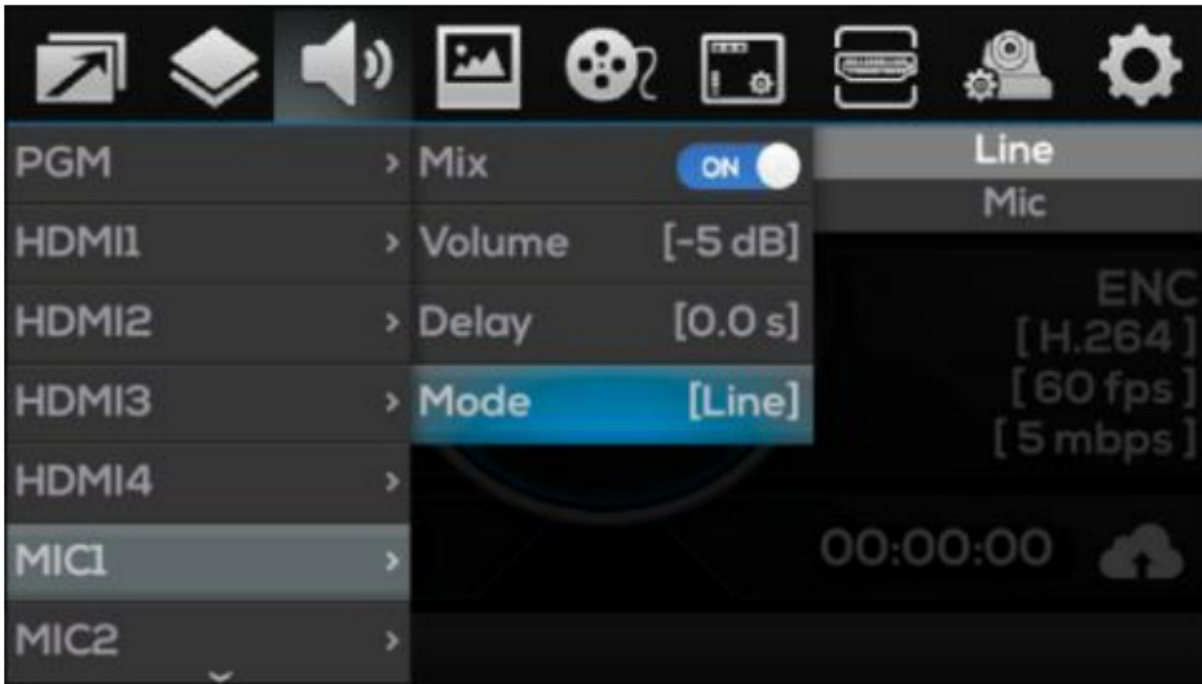 PGM
Mix ON
Line
Mic
HDMI1
Volume [-5 dB]
HDMI2
Delay [0.0 s]
ENC
[ H.264 ]
HDMI3
Mode [Line]
[ 60 fps ]
[ 5 mbps ]
HDMI4
MIC1
00:00:00
MIC2